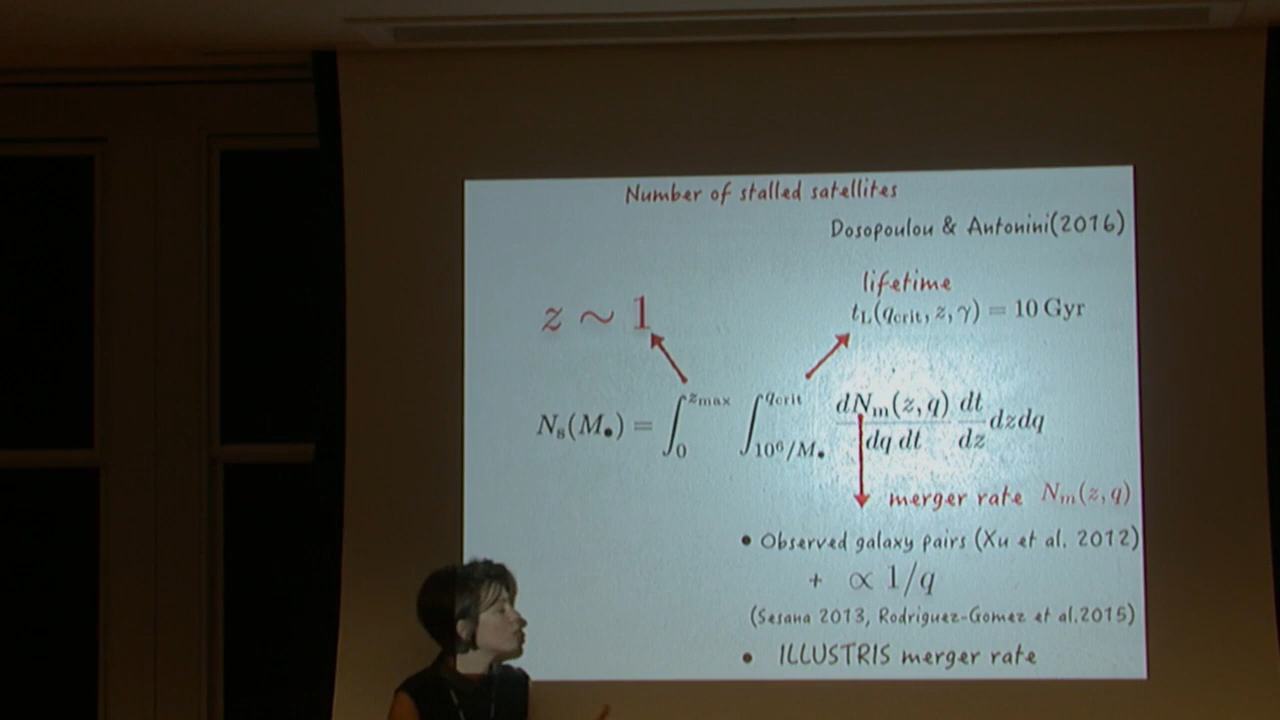 Number of stalled satellites
Dosopoulou & Antonini(2016)
lifetime
z ∼ 1
t_L(q_crit, z, γ) = 10 Gyr
N_s(M_•) = ∫_0^{z_max} ∫_{10^6/M_•}^{q_crit} \frac{dN_m(z, q)}{dq dt} \frac{dt}{dz} dzdq
merger rate N_m(z, q)
• Observed galaxy pairs (Xu et al. 2012)
+ ∝ 1/q
(Sesana 2013, Rodriguez-Gomez et al.2015)
• ILLUSTRIS merger rate